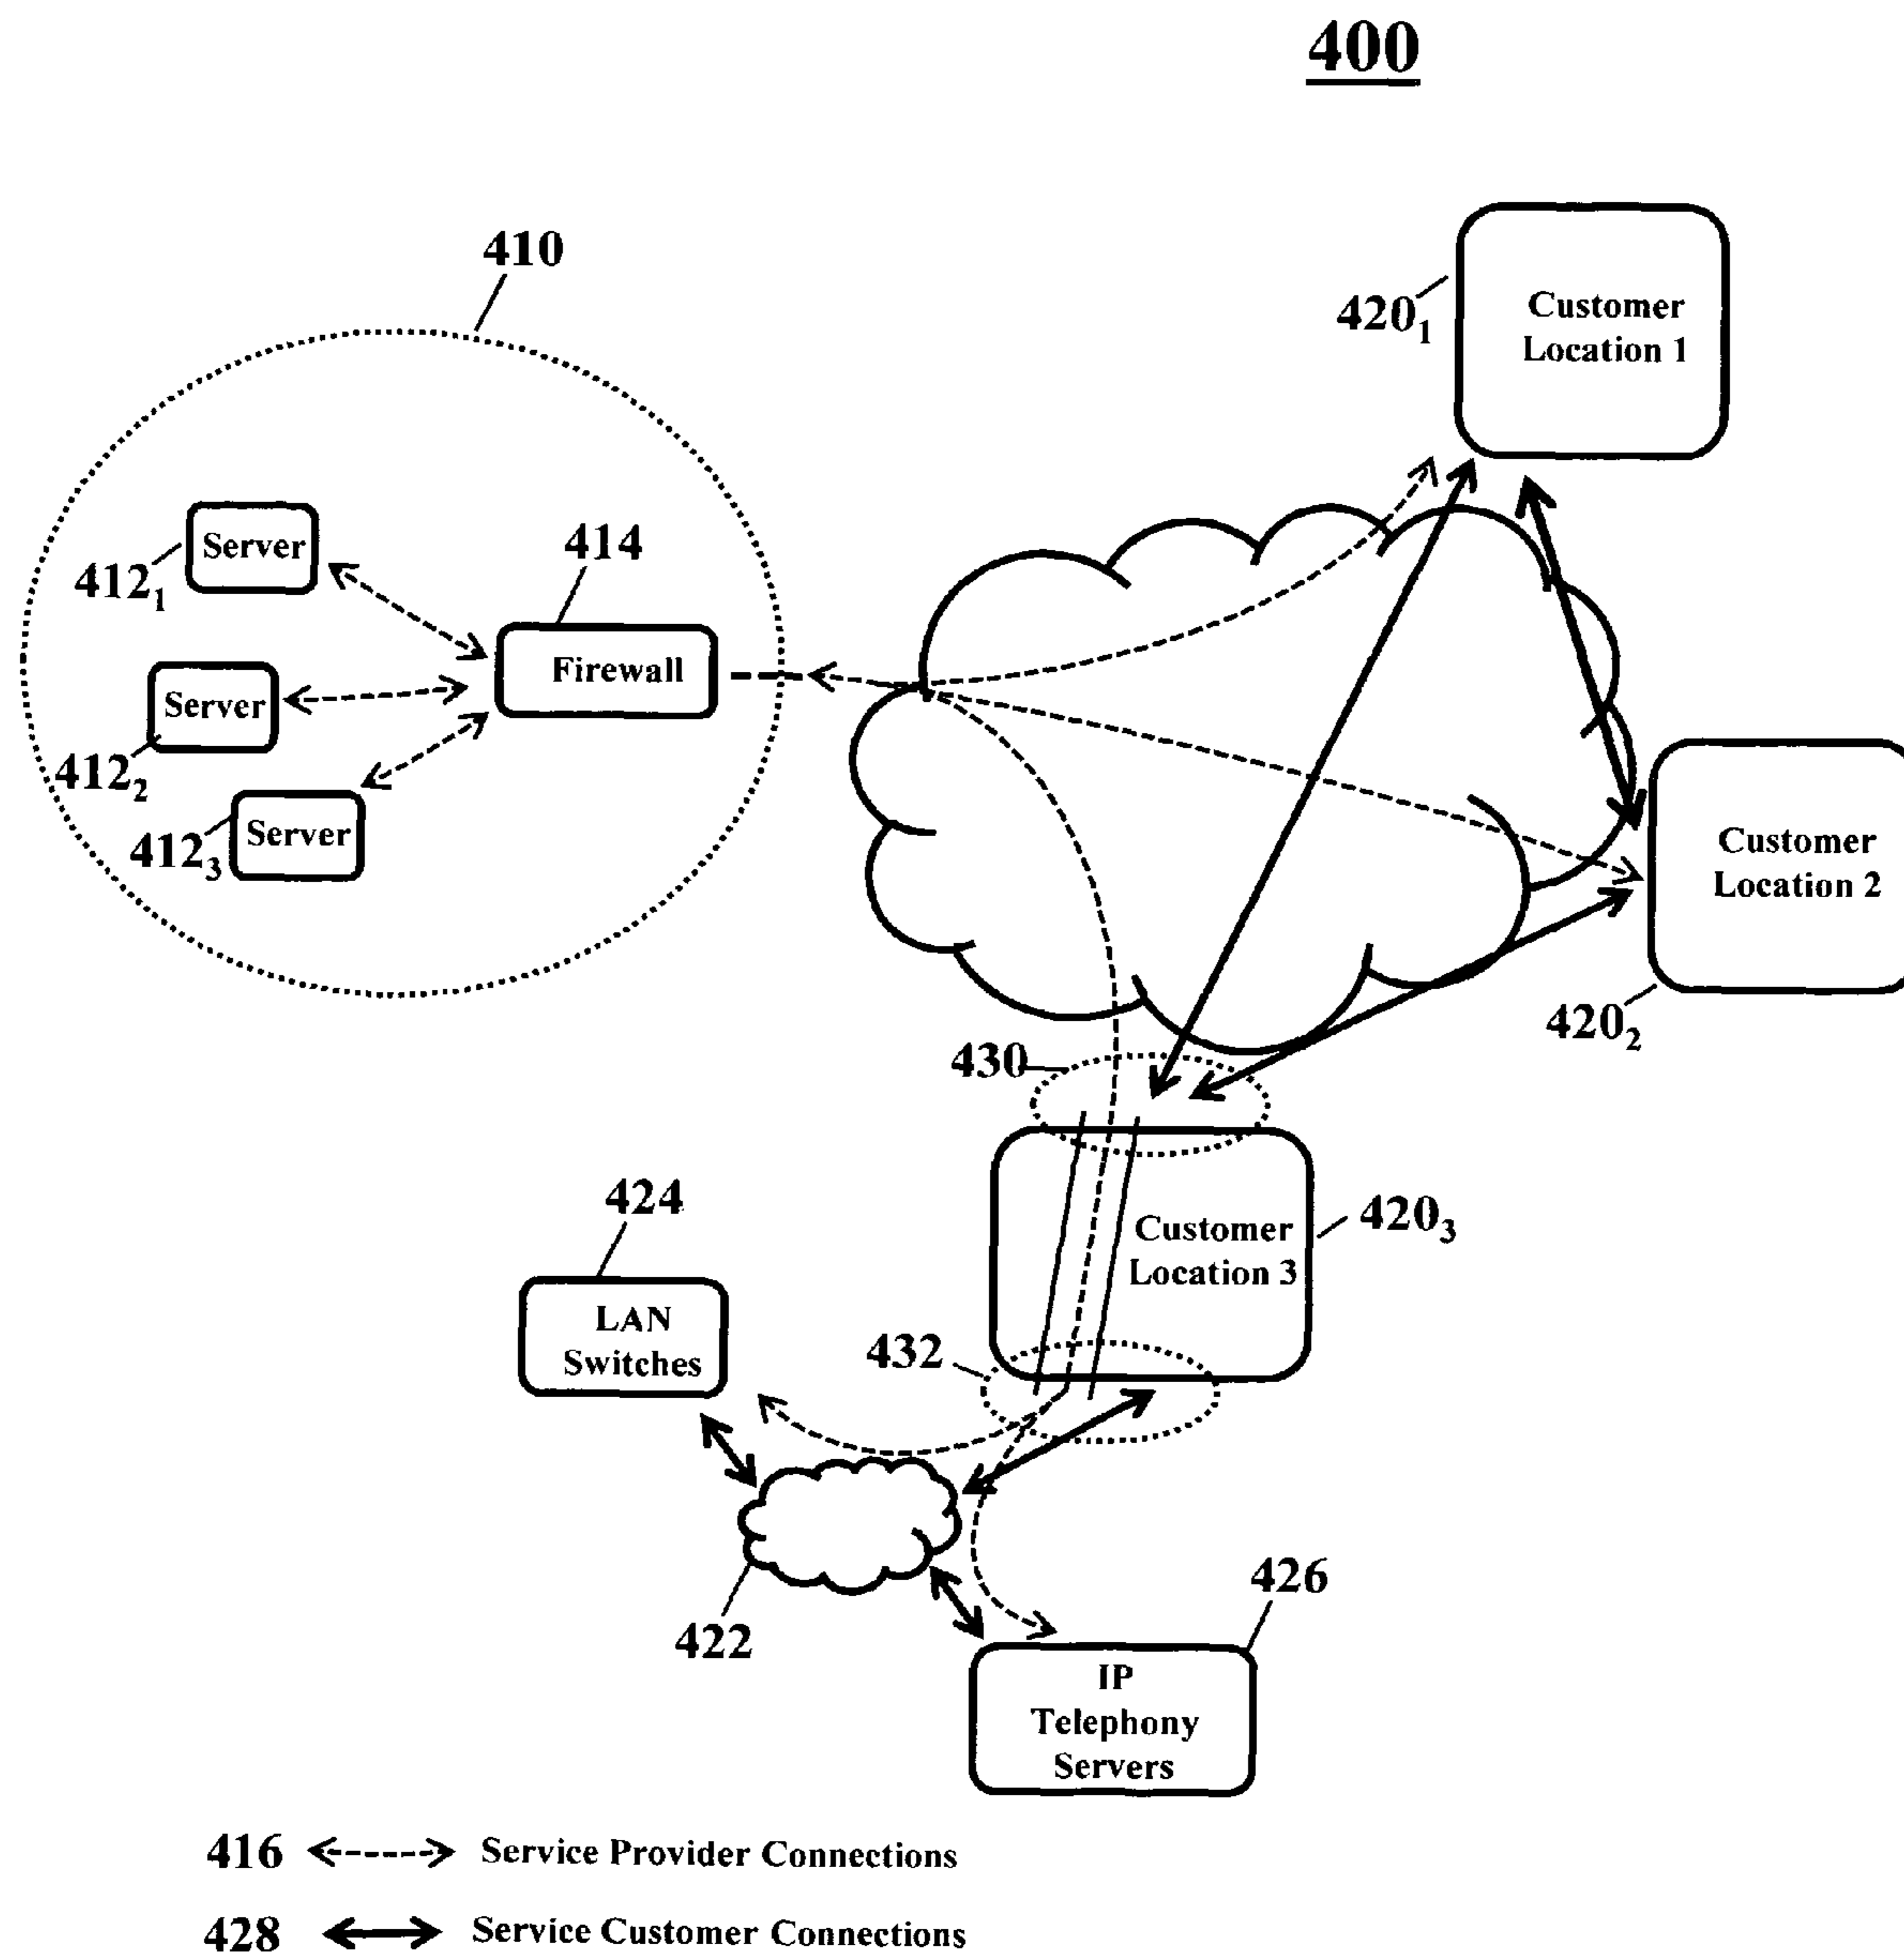 400
410
420₁
Customer
Location 1
Server
412₁
414
Firewall
Server
412₂
Server
412₃
Customer
Location 2
420₂
430
424
Customer
Location 3
420₃
LAN
Switches
432
422
426
IP
Telephony
Servers
416 Service Provider Connections
428 Service Customer Connections